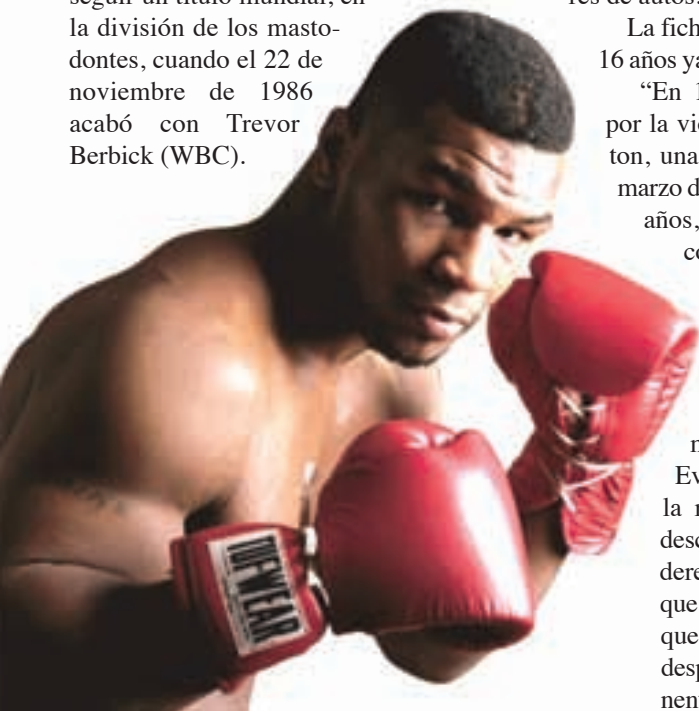 seguir un título mundial, en
la división de los masto-
dontes, cuando el 22 de
noviembre de 1986
acabó con Trevor
Berbick (WBC).
TUFWEAR
res de autos.
La fich
16 años ya
“En 1
por la
ton, una
marzo d
años,
co
Ev
la
desc
dere
que
que
desp
nent